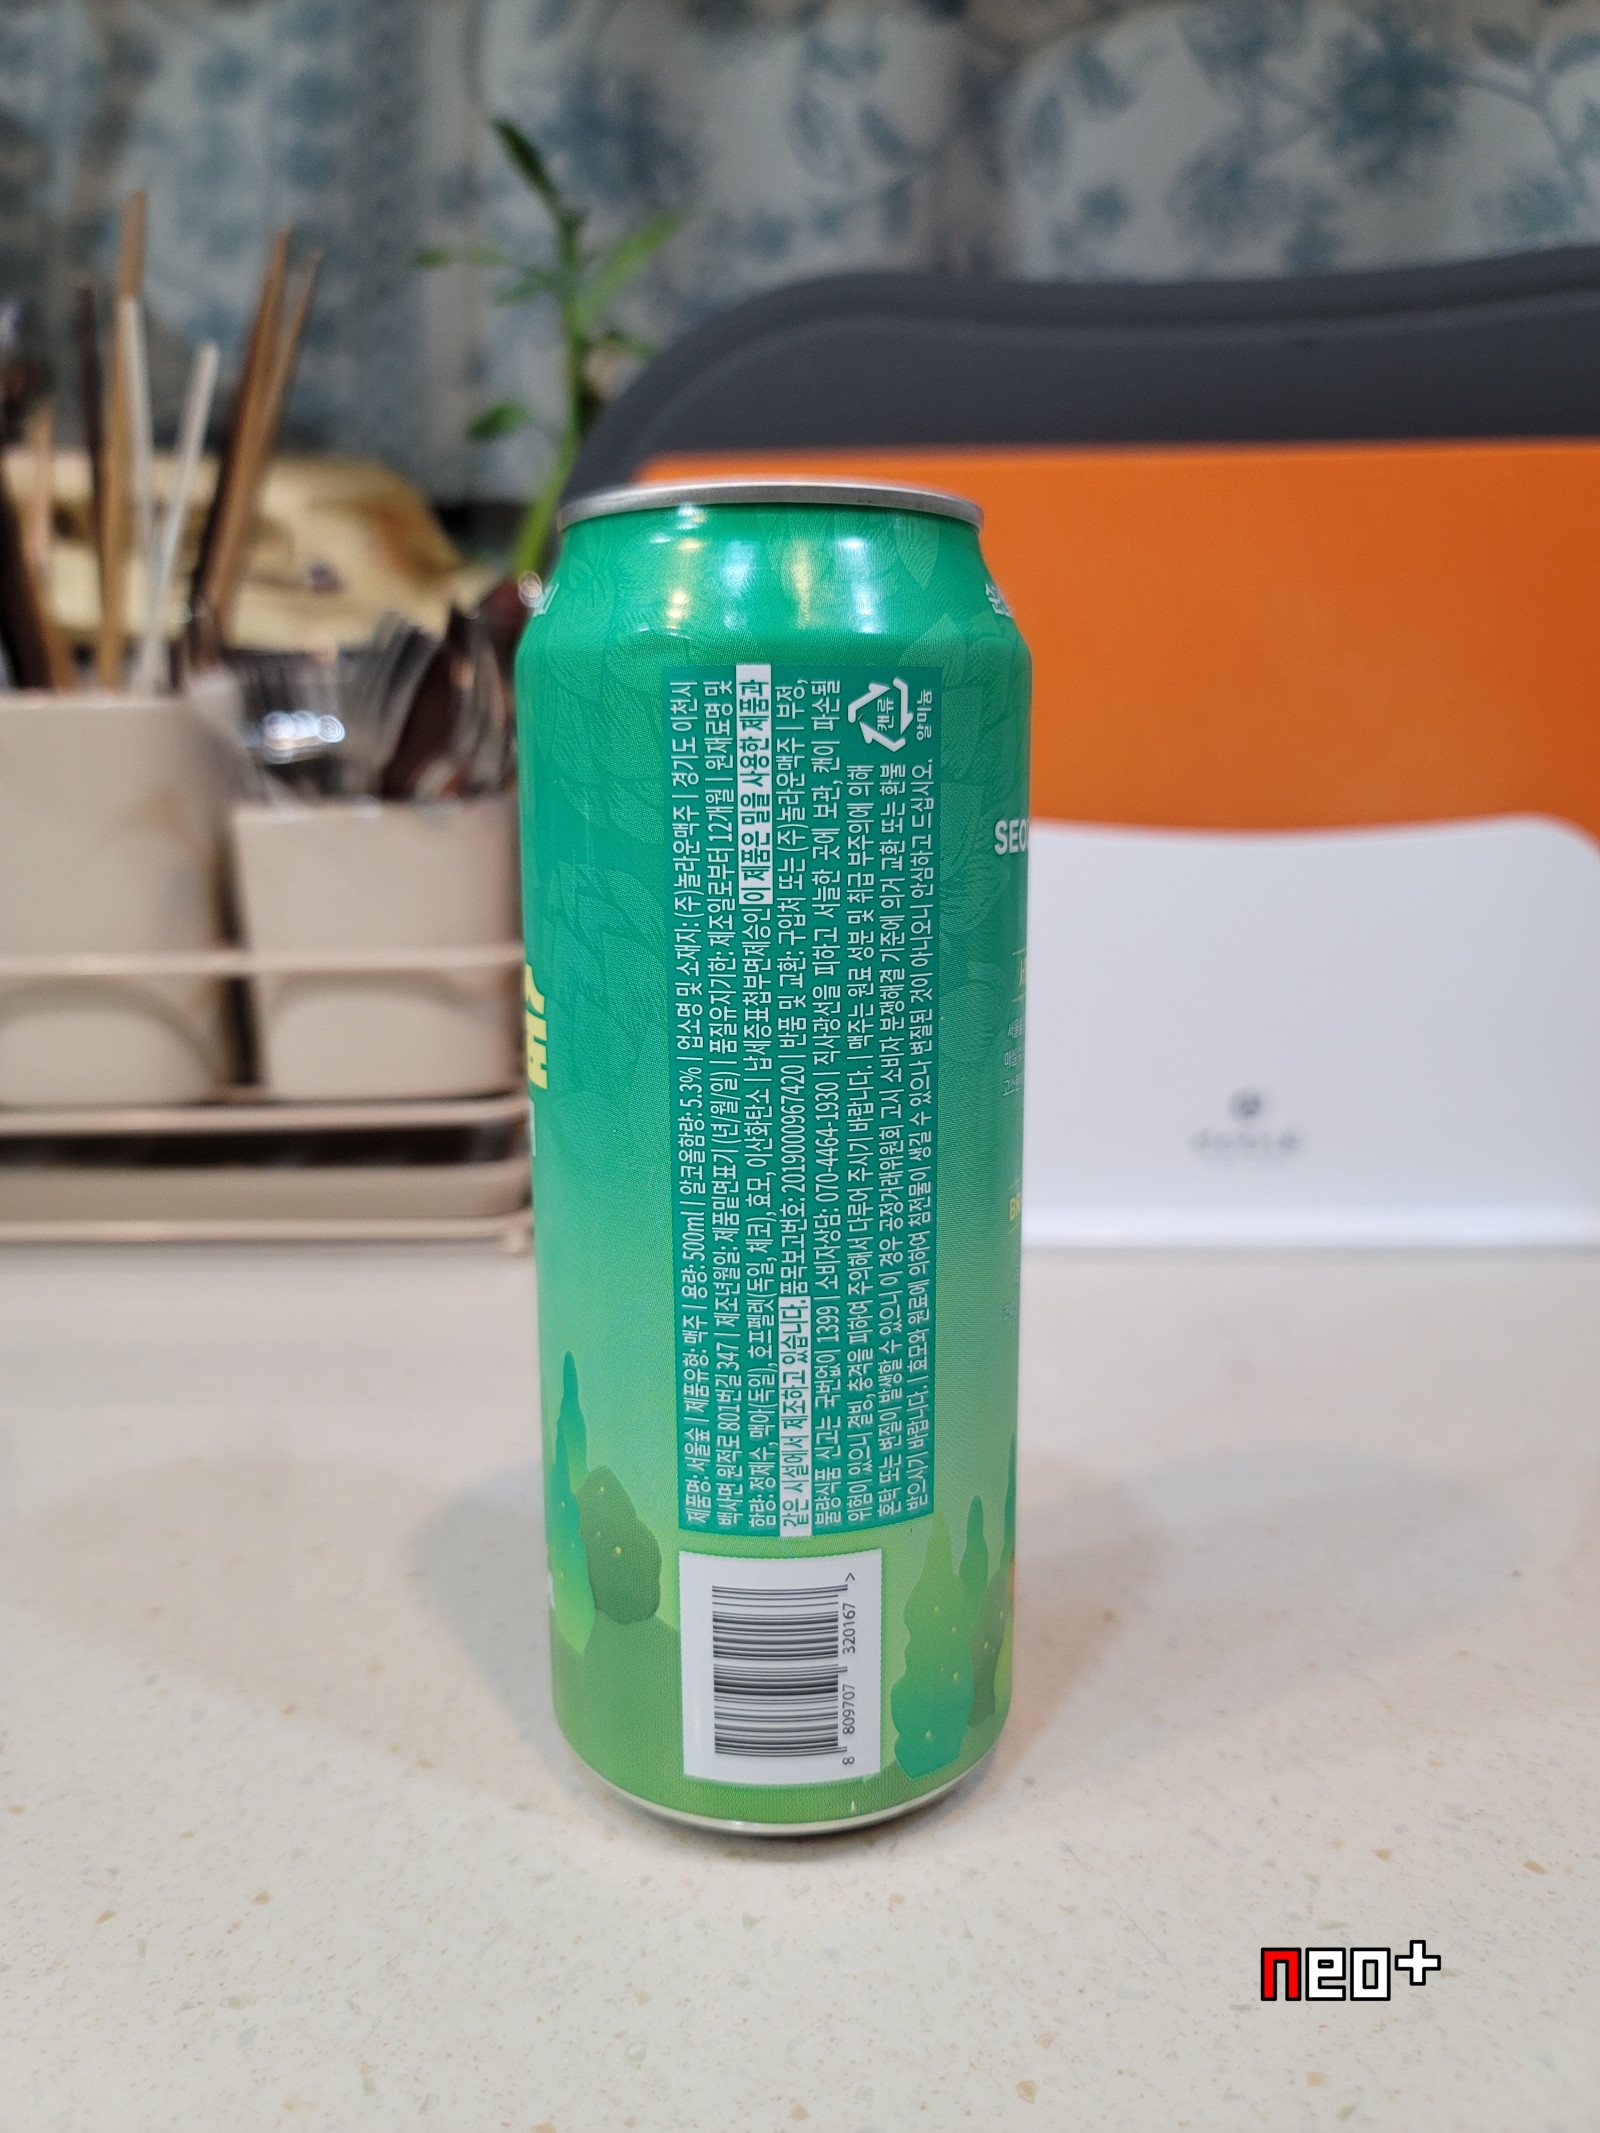 제품명: 서울숲 | 제품유형: 맥주 | 용량: 500ml | 알코올함량: 5.3% | 업소명 및 소재지: (주)놀라운맥주 | 경기도 이천시
백사면 원적로 801번길 347 | 제조년월일: 제품밑면표기 (년/월/일) | 품질유지기한: 제조일로부터 12개월 | 원재료명 및
함량: 정제수, 맥아(독일), 호프펠렛(독일, 체코), 효모, 이산화탄소 | 납세증표첩부면제승인 이 제품은 밀을 사용한 제품과
같은 시설에서 제조하고 있습니다. 품목보고번호: 201900096７420 | 반품 및 교환: 구입처 또는 (주)놀라운맥주 | 부정,
불량식품 신고는 국번없이 1399 | 소비자상담: 070-4464-1930 | 직사광선을 피하고 서늘한 곳에 보관, 캔이 파손될
위험이 있으니 결빙, 충격을 피하여 주의해서 다루어 주시기 바랍니다. | 맥주는 원료 성분 및 취급 부주의에 의해
혼탁 또는 변질이 발생할 수 있으니 이 경우 공정거래위원회 고시 소비자 분쟁해결 기준에 의거 교환 또는 환불
받으시기 바랍니다. | 효모와 원료에 의하여 침전물이 생길 수 있으나 변질된 것이 아니오니 안심하고 드십시오.
캔류
알미늄
8 809707 320167 >
SEO
neo+